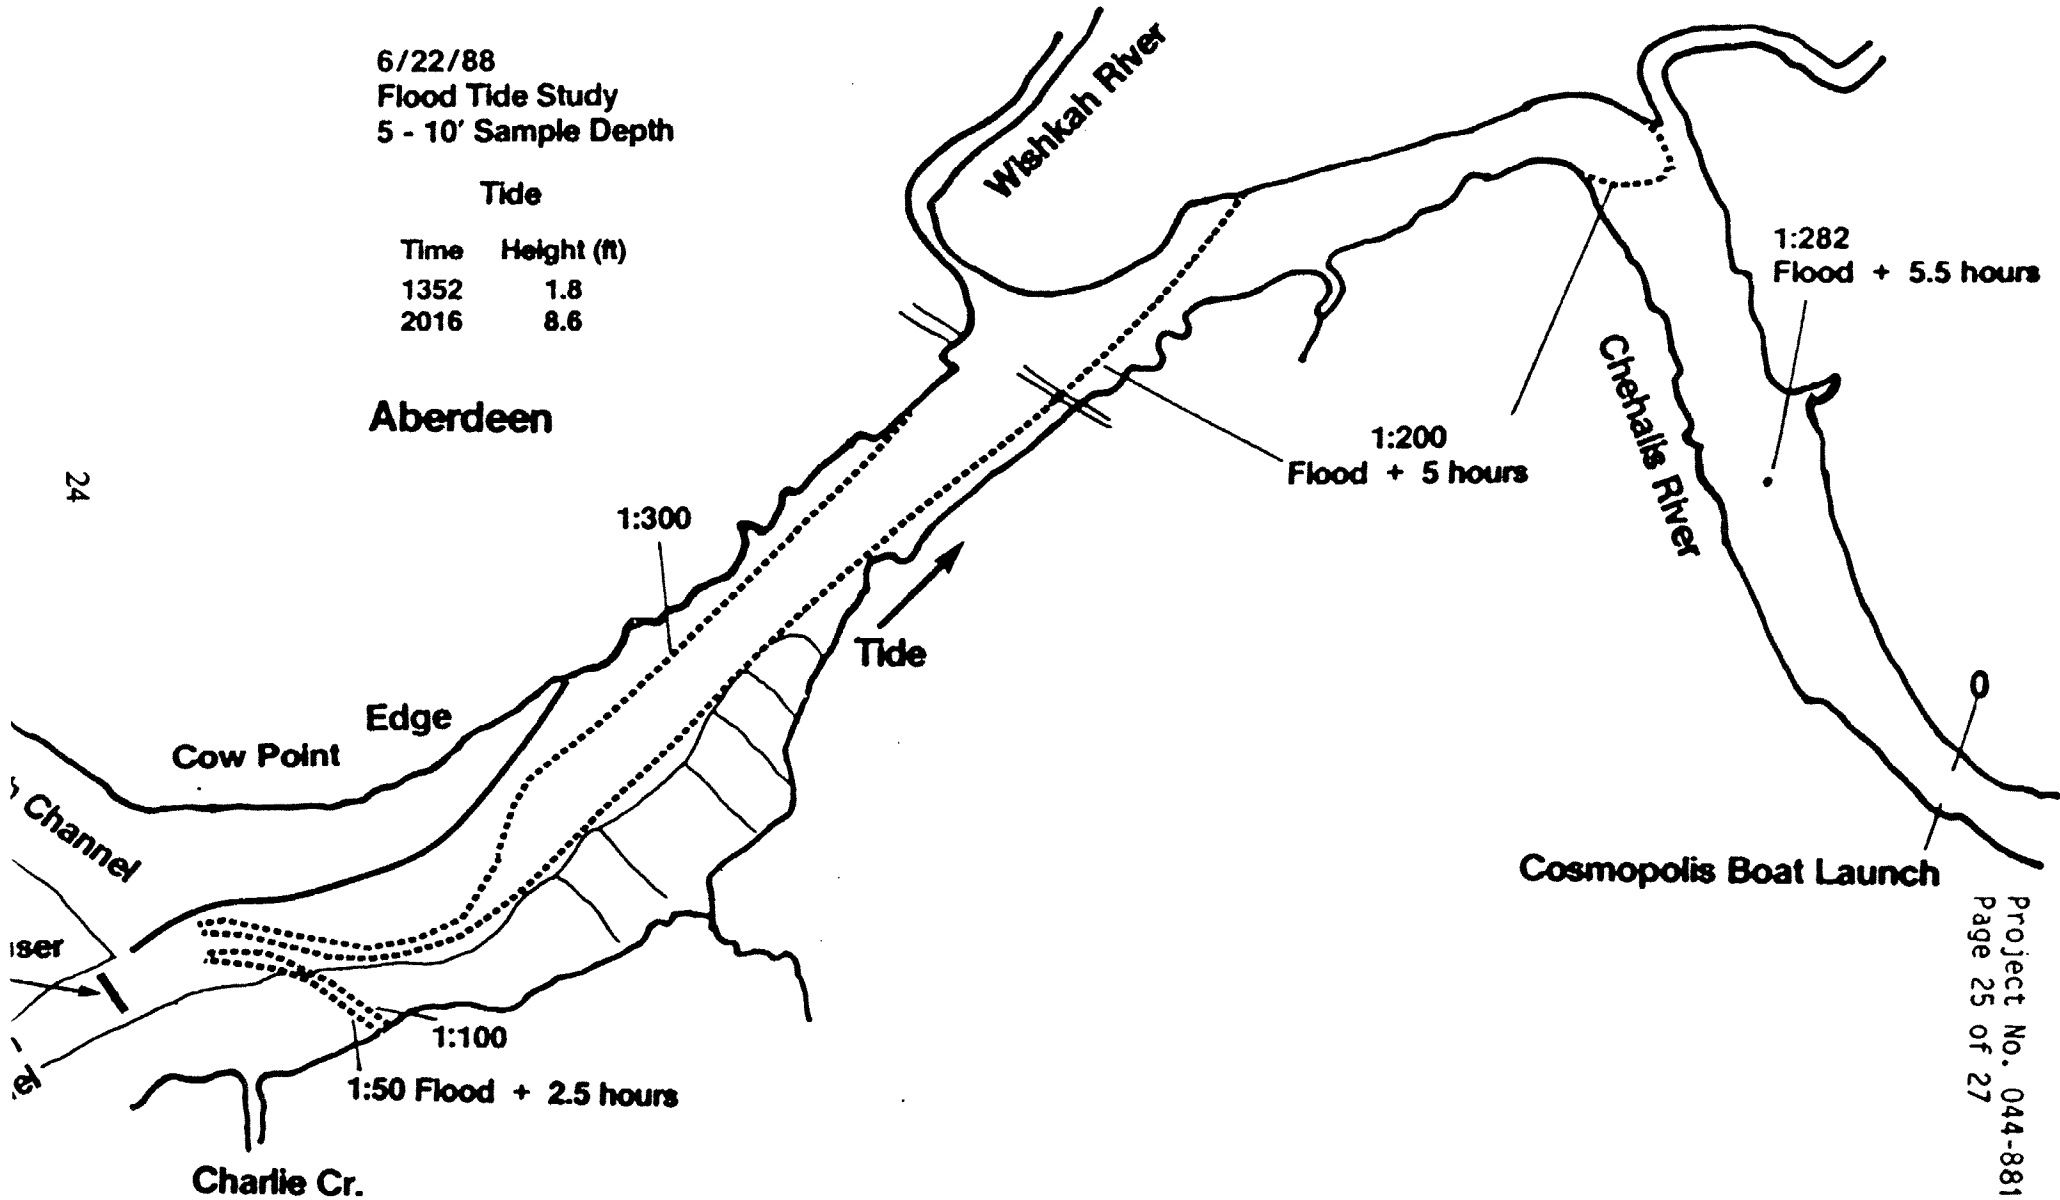 6/22/88
Flood Tide Study
5 - 10' Sample Depth
Tide
Time Height (ft)
1352 1.8
2016 8.6
Wishkah River
1:282
Flood + 5.5 hours
Aberdeen
Chehalis River
1:200
Flood + 5 hours
24
1:300
Tide
Edge
Cow Point
0
Channel
Cosmopolis Boat Launch
1:100
1:50 Flood + 2.5 hours
Charlie Cr.
Project No. 044-881
Page 25 of 27